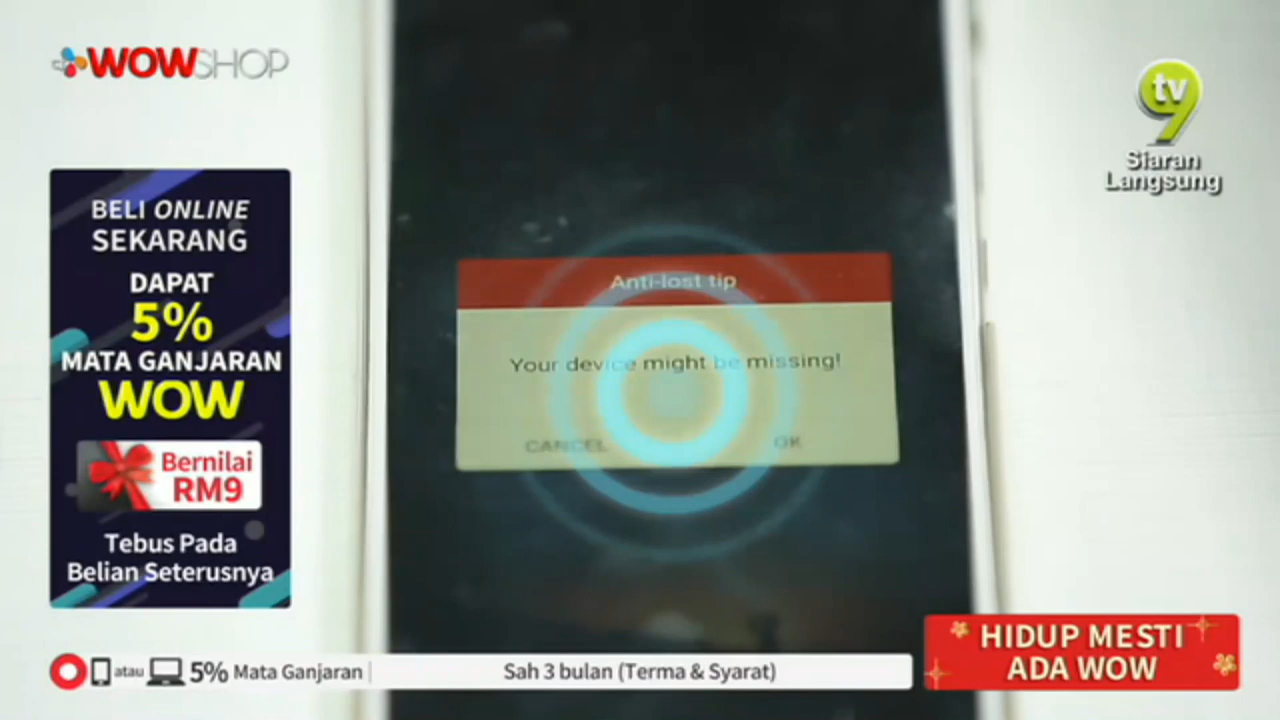 WOWSHOP
tv9
Siaran
Langsung
BELI ONLINE
SEKARANG
DAPAT
5%
MATA GANJARAN
WOW
Bernilai
RM9
Tebus Pada
Belian Seterusnya
Anti-lost tip
Your device might be missing!
CANCEL OK
atau 5% Mata Ganjaran
Sah 3 bulan (Terma & Syarat)
HIDUP MESTI
ADA WOW